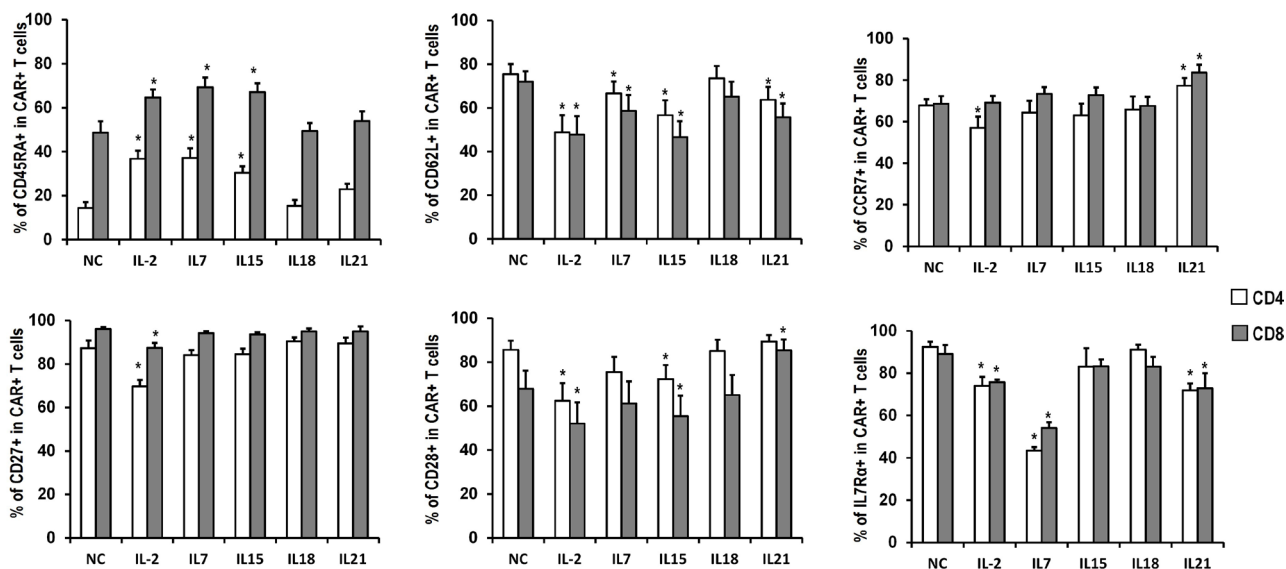 % of CD45RA+ in CAR+ T cells
100
80
60
40
20
0
* * * * * *
NC IL-2 IL7 IL15 IL18 IL21
% of CD62L+ in CAR+ T cells
100
80
60
40
20
0
* * * * * * * *
NC IL-2 IL7 IL15 IL18 IL21
% of CCR7+ in CAR+ T cells
100
80
60
40
20
0
* * *
NC IL-2 IL7 IL15 IL18 IL21
CD4
CD8
% of CD27+ in CAR+ T cells
100
80
60
40
20
0
* *
NC IL-2 IL7 IL15 IL18 IL21
% of CD28+ in CAR+ T cells
100
80
60
40
20
0
* * * * *
NC IL-2 IL7 IL15 IL18 IL21
% of IL7Rα+ in CAR+ T cells
100
80
60
40
20
0
* * * * * *
NC IL-2 IL7 IL15 IL18 IL21